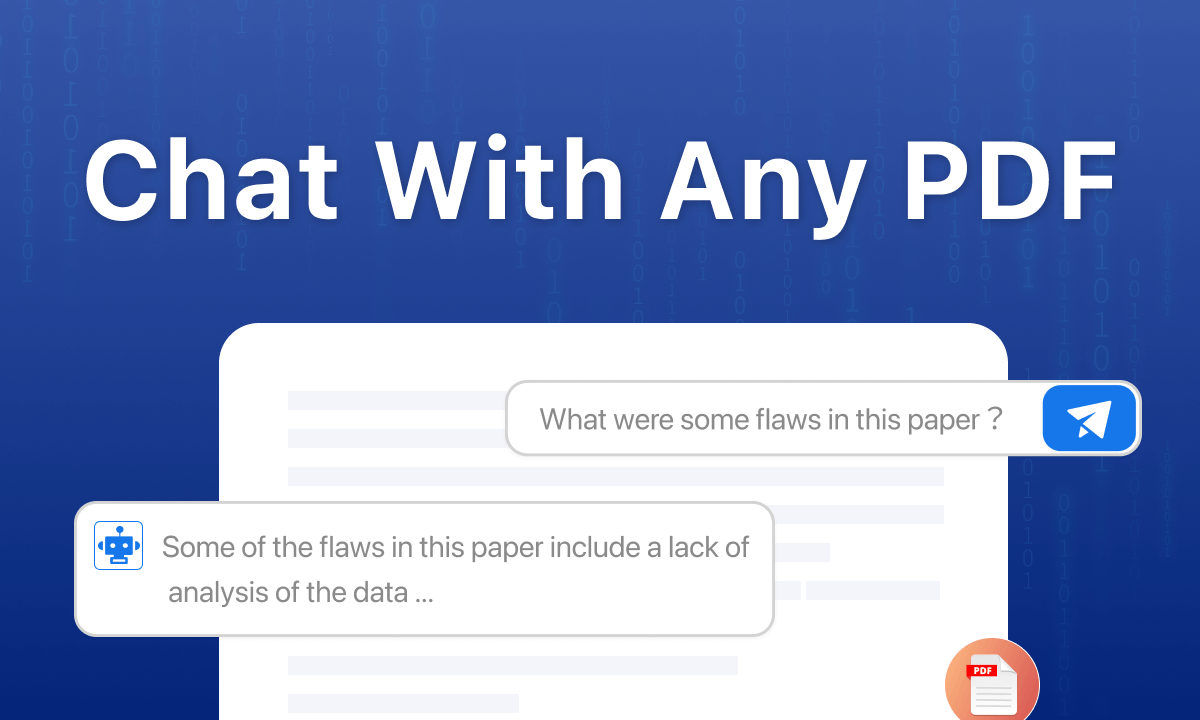 Chat With Any PDF
What were some flaws in this paper ?
Some of the flaws in this paper include a lack of
analysis of the data ...
PDF